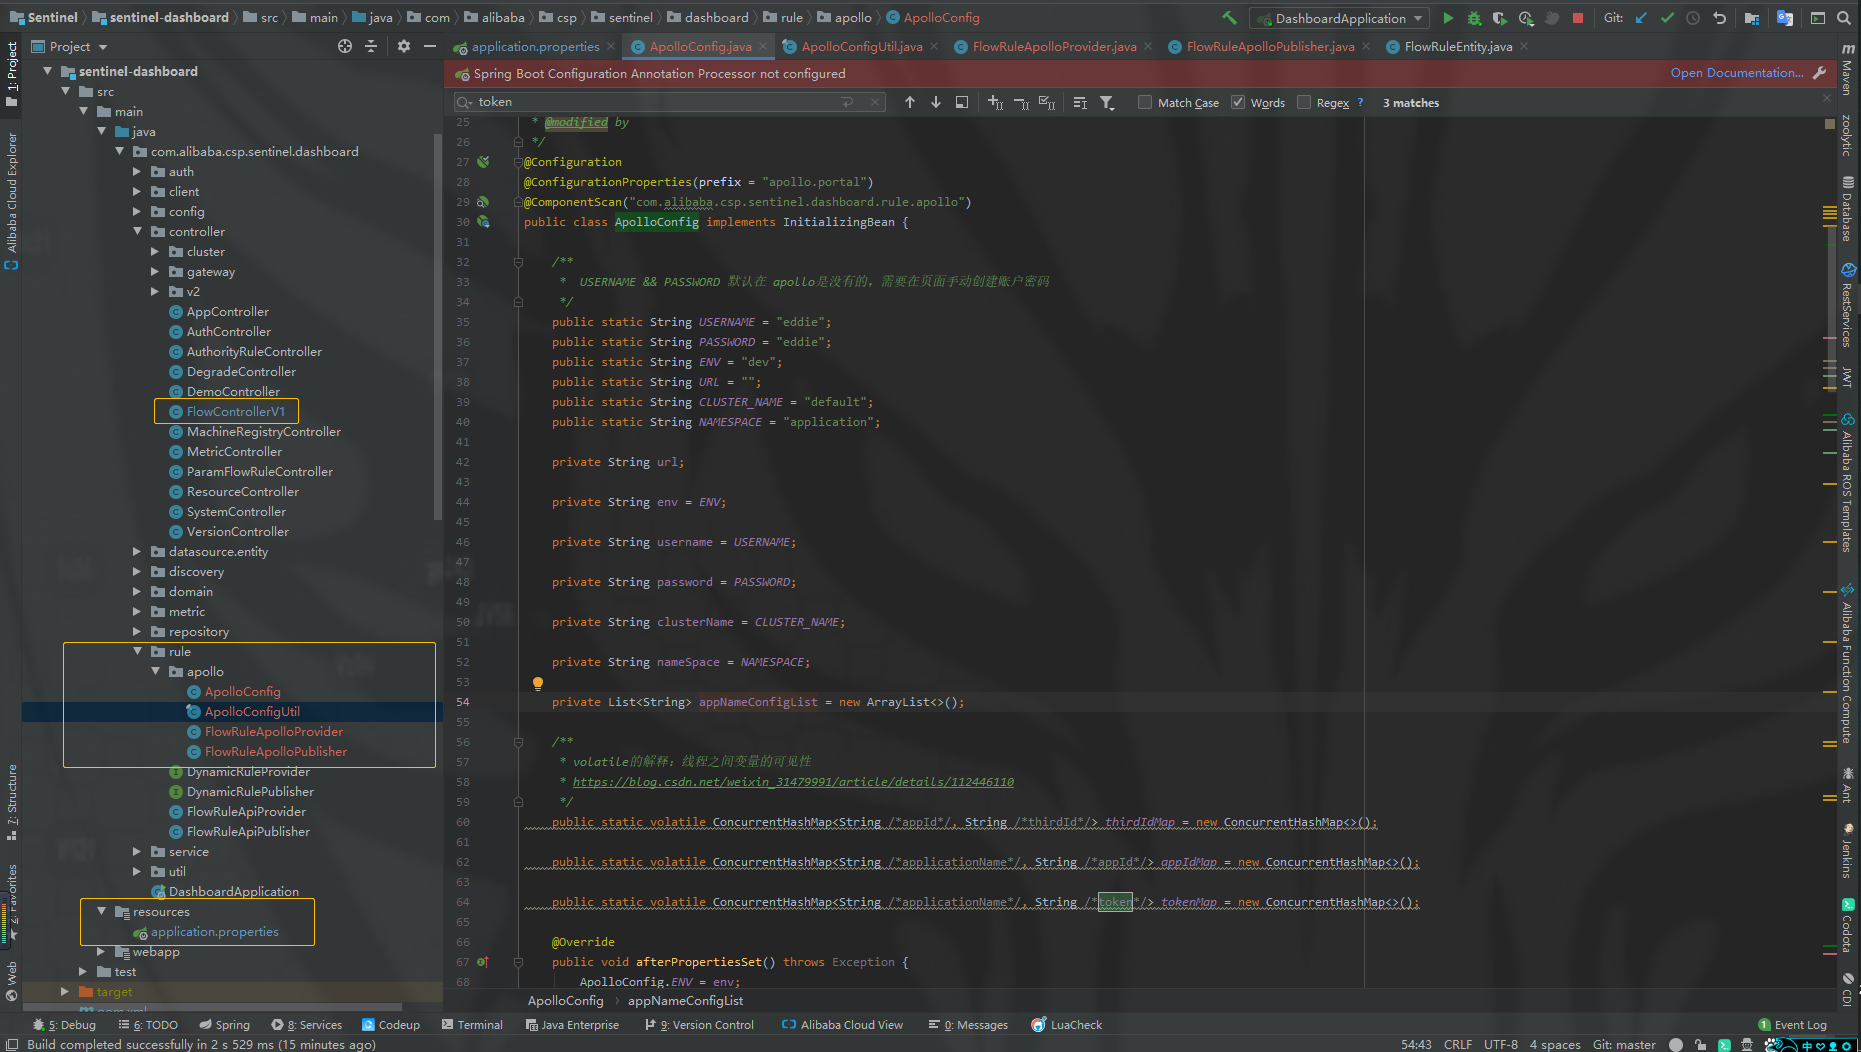 Sentinel sentinel-dashboard src main java com alibaba csp sentinel dashboard rule apollo ApolloConfig DashboardApplication Git:
Project
application.properties ApolloConfig.java ApolloConfigUtil.java FlowRuleApolloProvider.java FlowRuleApolloPublisher.java FlowRuleEntity.java
Spring Boot Configuration Annotation Processor not configured Open Documentation...
token Match Case Words Regex ? 3 matches
1: Project
Alibaba Cloud Explorer
7: Structure
2: Favorites
Web
sentinel-dashboard
src
main
java
com.alibaba.csp.sentinel.dashboard
auth
client
config
controller
cluster
gateway
v2
AppController
AuthController
AuthorityRuleController
DegradeController
DemoController
FlowControllerV1
MachineRegistryController
MetricController
ParamFlowRuleController
ResourceController
SystemController
VersionController
datasource.entity
discovery
domain
metric
repository
rule
apollo
ApolloConfig
ApolloConfigUtil
FlowRuleApolloProvider
FlowRuleApolloPublisher
DynamicRuleProvider
DynamicRulePublisher
FlowRuleApiProvider
FlowRuleApiPublisher
service
util
DashboardApplication
resources
application.properties
webapp
test
target
pom.xml
25 * @modified by
26 */
27 @Configuration
28 @ConfigurationProperties(prefix = "apollo.portal")
29 @ComponentScan("com.alibaba.csp.sentinel.dashboard.rule.apollo")
30 public class ApolloConfig implements InitializingBean {
31
32 /**
33 * USERNAME && PASSWORD 默认在 apollo是没有的，需要在页面手动创建账户密码
34 */
35 public static String USERNAME = "eddie";
36 public static String PASSWORD = "eddie";
37 public static String ENV = "dev";
38 public static String URL = "";
39 public static String CLUSTER_NAME = "default";
40 public static String NAMESPACE = "application";
41
42 private String url;
43
44 private String env = ENV;
45
46 private String username = USERNAME;
47
48 private String password = PASSWORD;
49
50 private String clusterName = CLUSTER_NAME;
51
52 private String nameSpace = NAMESPACE;
53
54 private List<String> appNameConfigList = new ArrayList<>();
55
56 /**
57 * volatile的解释：线程之间变量的可见性
58 * https://blog.csdn.net/weixin_31479991/article/details/112446110
59 */
60 public static volatile ConcurrentHashMap<String /*appId*/, String /*thirdId*/> thirdIdMap = new ConcurrentHashMap<>();
61
62 public static volatile ConcurrentHashMap<String /*applicationName*/, String /*appId*/> appIdMap = new ConcurrentHashMap<>();
63
64 public static volatile ConcurrentHashMap<String /*applicationName*/, String /*token*/> tokenMap = new ConcurrentHashMap<>();
65
66 @Override
67 public void afterPropertiesSet() throws Exception {
68 ApolloConfig.ENV = env;
ApolloConfig appNameConfigList
Maven
zoolytic
Database
RestServices
JWT
Alibaba ROS Templates
Alibaba Function Compute
Ant
Jenkins
Codota
CDI
5: Debug 6: TODO Spring 8: Services Codeup Terminal Java Enterprise 9: Version Control Alibaba Cloud View 0: Messages LuaCheck 1 Event Log
Build completed successfully in 2 s 529 ms (15 minutes ago) 54:43 CRLF UTF-8 4 spaces Git: master 中